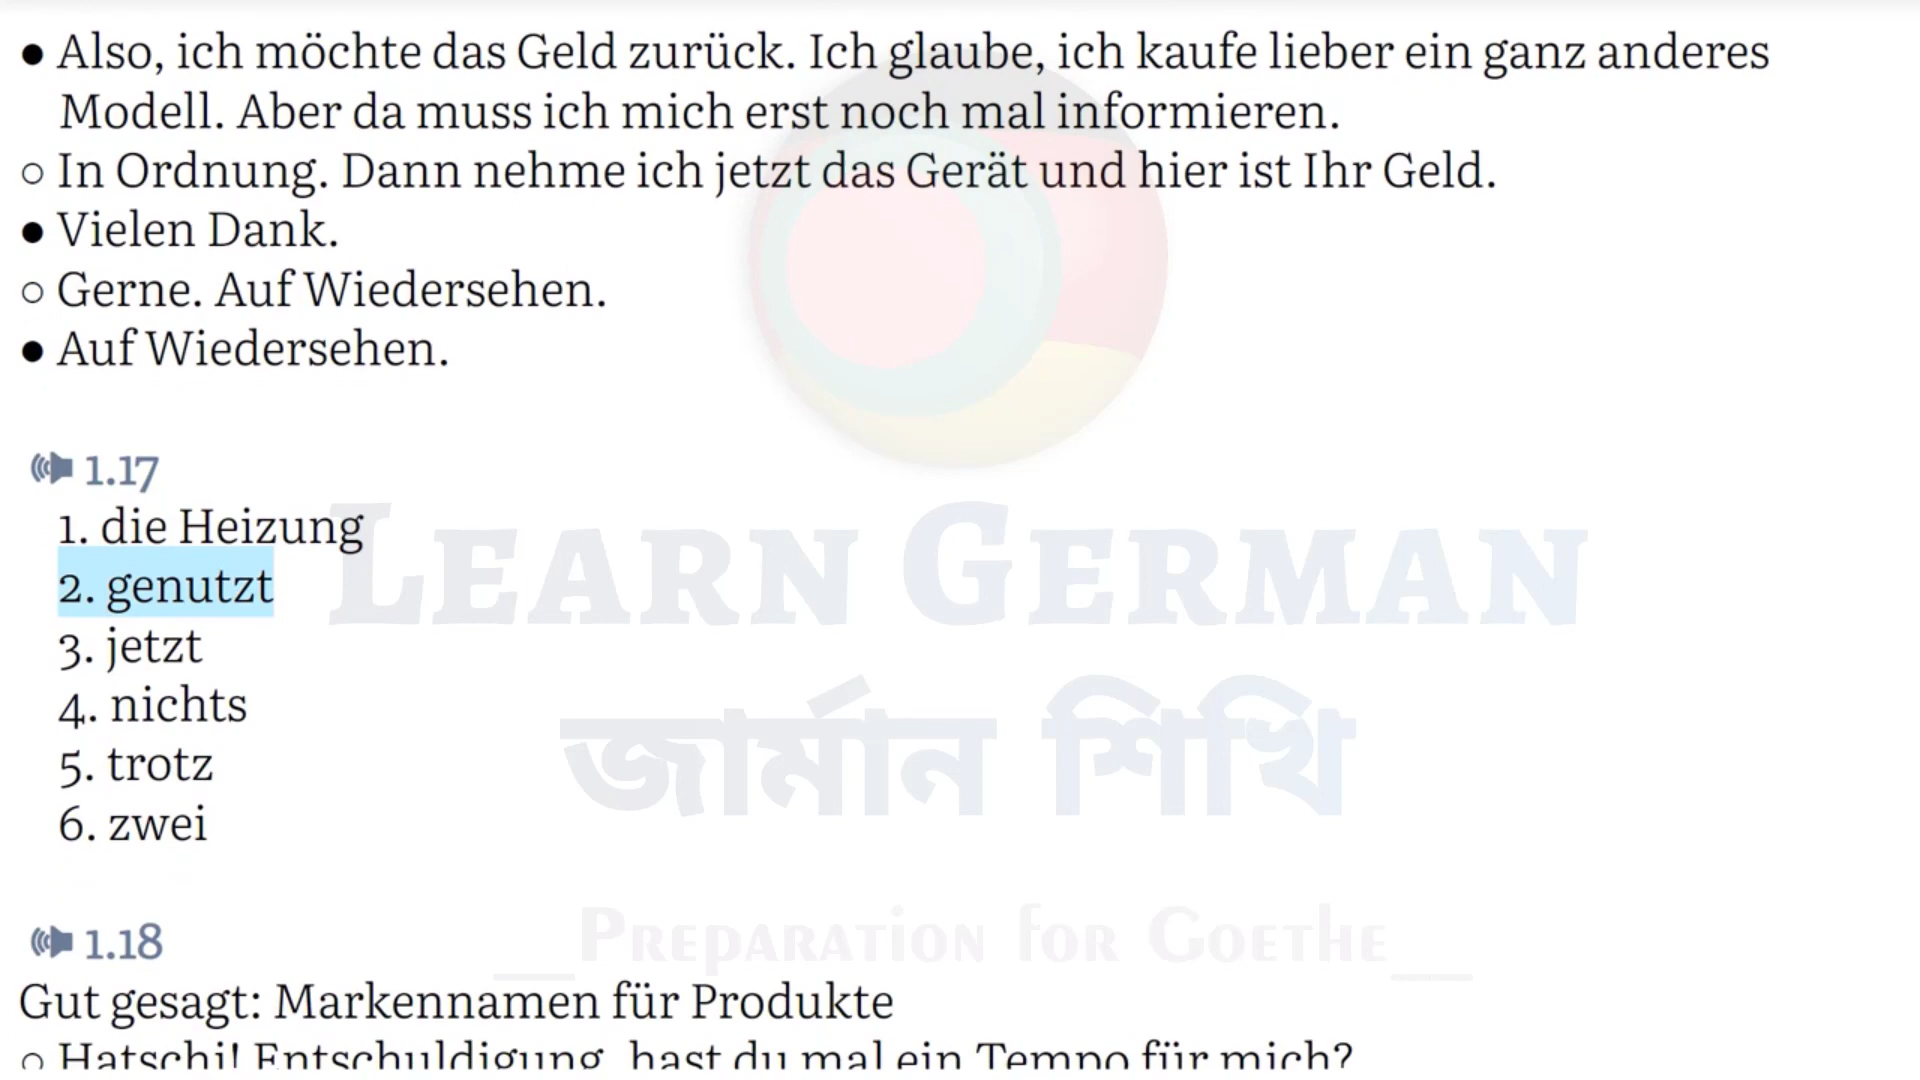 ● Also, ich möchte das Geld zurück. Ich glaube, ich kaufe lieber ein ganz anderes
Modell. Aber da muss ich mich erst noch mal informieren.
○ In Ordnung. Dann nehme ich jetzt das Gerät und hier ist Ihr Geld.
● Vielen Dank.
○ Gerne. Auf Wiedersehen.
● Auf Wiedersehen.
1.17
1. die Heizung
2. genutzt
3. jetzt
4. nichts
5. trotz
6. zwei
LEARN GERMAN
জার্মান শিখি
__PREPARATION FOR GOETHE__
1.18
Gut gesagt: Markennamen für Produkte
○ Hatschi! Entschuldigung, hast du mal ein Tempo für mich?